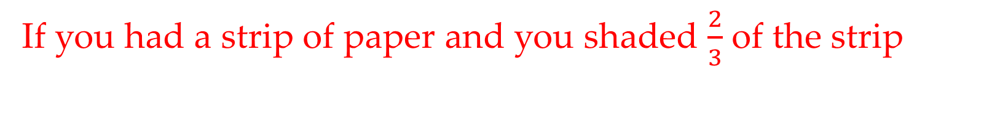 If you had a strip of paper and you shaded 2/3 of the strip